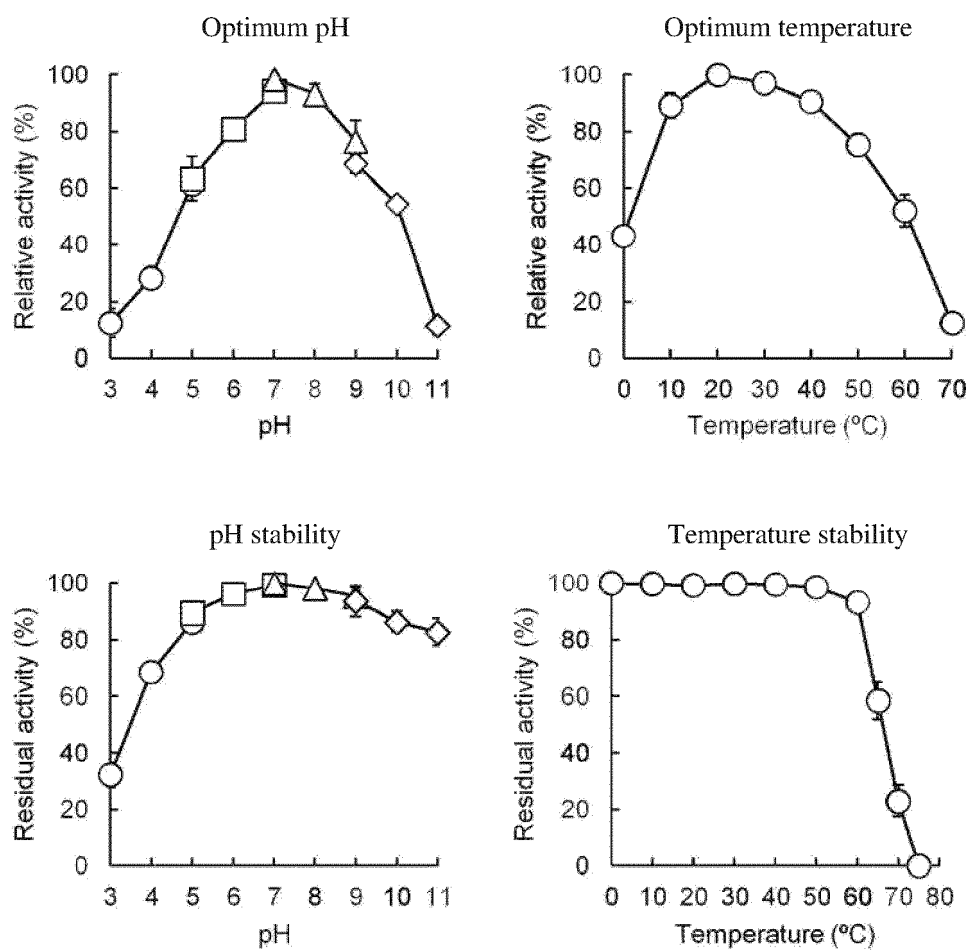 Optimum pH
Relative activity (%)
100
80
60
40
20
0
3 4 5 6 7 8 9 10 11
pH
Optimum temperature
Relative activity (%)
100
80
60
40
20
0
0 10 20 30 40 50 60 70
Temperature (ºC)
pH stability
Residual activity (%)
100
80
60
40
20
0
3 4 5 6 7 8 9 10 11
pH
Temperature stability
Residual activity (%)
100
80
60
40
20
0
0 10 20 30 40 50 60 70 80
Temperature (ºC)